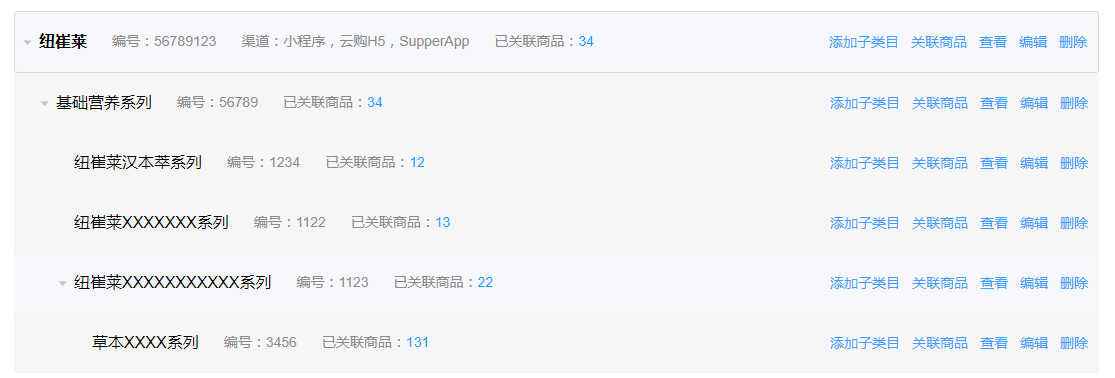 纽崔莱 编号：56789123 渠道：小程序，云购H5，SupperApp 已关联商品：34 添加子类目 关联商品 查看 编辑 删除
基础营养系列 编号：56789 已关联商品：34 添加子类目 关联商品 查看 编辑 删除
纽崔莱汉本萃系列 编号：1234 已关联商品：12 添加子类目 关联商品 查看 编辑 删除
纽崔莱XXXXXXX系列 编号：1122 已关联商品：13 添加子类目 关联商品 查看 编辑 删除
纽崔莱XXXXXXXXXXX系列 编号：1123 已关联商品：22 添加子类目 关联商品 查看 编辑 删除
草本XXXX系列 编号：3456 已关联商品：131 添加子类目 关联商品 查看 编辑 删除